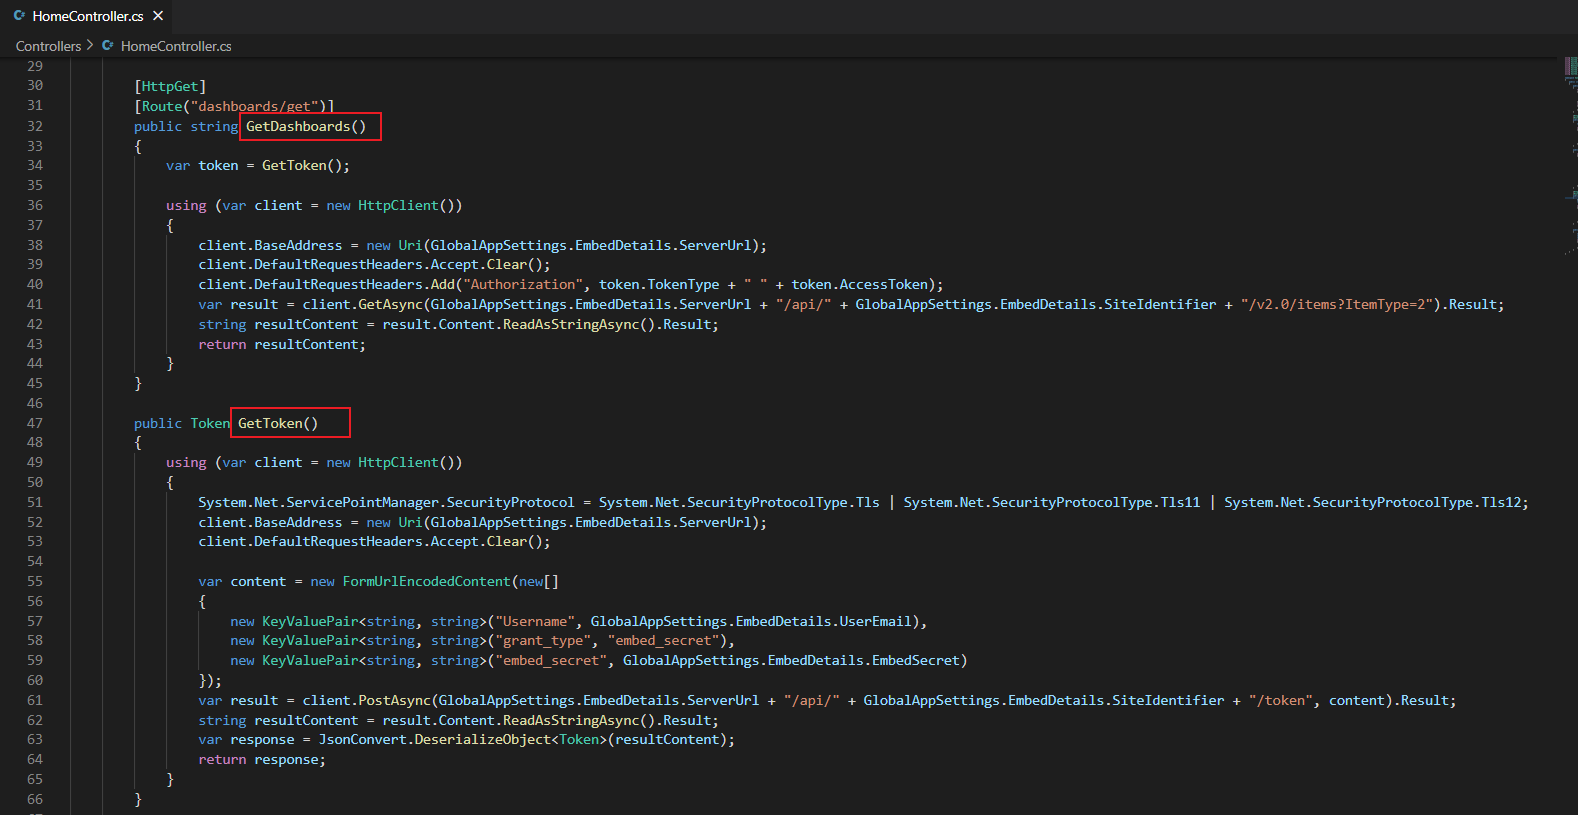 HomeController.cs ×
Controllers > HomeController.cs
29
30 [HttpGet]
31 [Route("dashboards/get")]
32 public string GetDashboards()
33 {
34 var token = GetToken();
35
36 using (var client = new HttpClient())
37 {
38 client.BaseAddress = new Uri(GlobalAppSettings.EmbedDetails.ServerUrl);
39 client.DefaultRequestHeaders.Accept.Clear();
40 client.DefaultRequestHeaders.Add("Authorization", token.TokenType + " " + token.AccessToken);
41 var result = client.GetAsync(GlobalAppSettings.EmbedDetails.ServerUrl + "/api/" + GlobalAppSettings.EmbedDetails.SiteIdentifier + "/v2.0/items?ItemType=2").Result;
42 string resultContent = result.Content.ReadAsStringAsync().Result;
43 return resultContent;
44 }
45 }
46
47 public Token GetToken()
48 {
49 using (var client = new HttpClient())
50 {
51 System.Net.ServicePointManager.SecurityProtocol = System.Net.SecurityProtocolType.Tls | System.Net.SecurityProtocolType.Tls11 | System.Net.SecurityProtocolType.Tls12;
52 client.BaseAddress = new Uri(GlobalAppSettings.EmbedDetails.ServerUrl);
53 client.DefaultRequestHeaders.Accept.Clear();
54
55 var content = new FormUrlEncodedContent(new[]
56 {
57 new KeyValuePair<string, string>("Username", GlobalAppSettings.EmbedDetails.UserEmail),
58 new KeyValuePair<string, string>("grant_type", "embed_secret"),
59 new KeyValuePair<string, string>("embed_secret", GlobalAppSettings.EmbedDetails.EmbedSecret)
60 });
61 var result = client.PostAsync(GlobalAppSettings.EmbedDetails.ServerUrl + "/api/" + GlobalAppSettings.EmbedDetails.SiteIdentifier + "/token", content).Result;
62 string resultContent = result.Content.ReadAsStringAsync().Result;
63 var response = JsonConvert.DeserializeObject<Token>(resultContent);
64 return response;
65 }
66 }